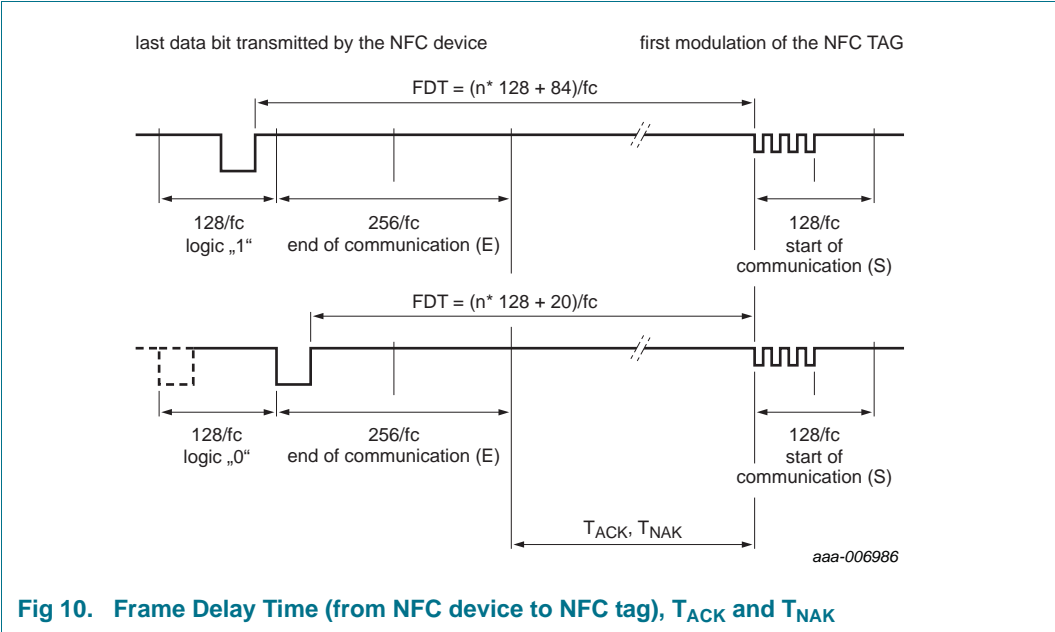 last data bit transmitted by the NFC device
first modulation of the NFC TAG
FDT = (n* 128 + 84)/fc
128/fc
logic „1“
256/fc
end of communication (E)
128/fc
start of
communication (S)
FDT = (n* 128 + 20)/fc
128/fc
logic „0“
256/fc
end of communication (E)
128/fc
start of
communication (S)
TACK, TNAK
aaa-006986
Fig 10. Frame Delay Time (from NFC device to NFC tag), TACK and TNAK